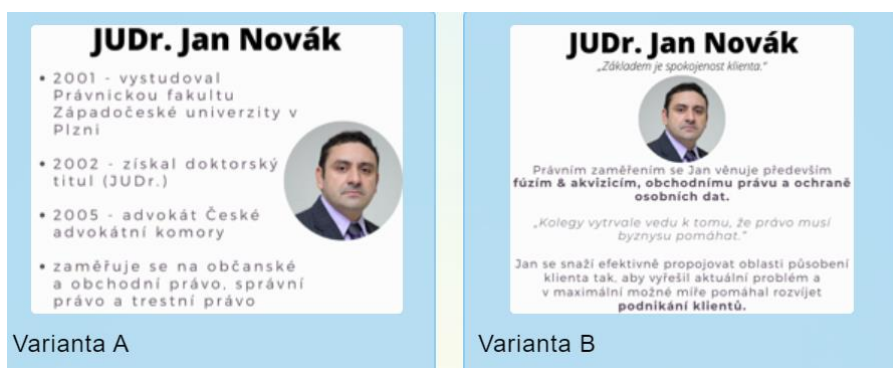 JUDr. Jan Novák
• 2001 - vystudoval
Právnickou fakultu
Západočeské univerzity v
Plzni
• 2002 - získal doktorský
titul (JUDr.)
• 2005 - advokát České
advokátní komory
• zaměřuje se na občanské
a obchodní právo, správní
právo a trestní právo
Varianta A
JUDr. Jan Novák
„Základem je spokojenost klienta.“
Právním zaměřením se Jan věnuje především
fúzím & akvizicím, obchodnímu právu a ochraně
osobních dat.
„Kolegy vytrvale vedu k tomu, že právo musí
byznysu pomáhat.“
Jan se snaží efektivně propojovat oblasti působení
klienta tak, aby vyřešil aktuální problém a
v maximální možné míře pomáhal rozvíjet
podnikání klientů.
Varianta B